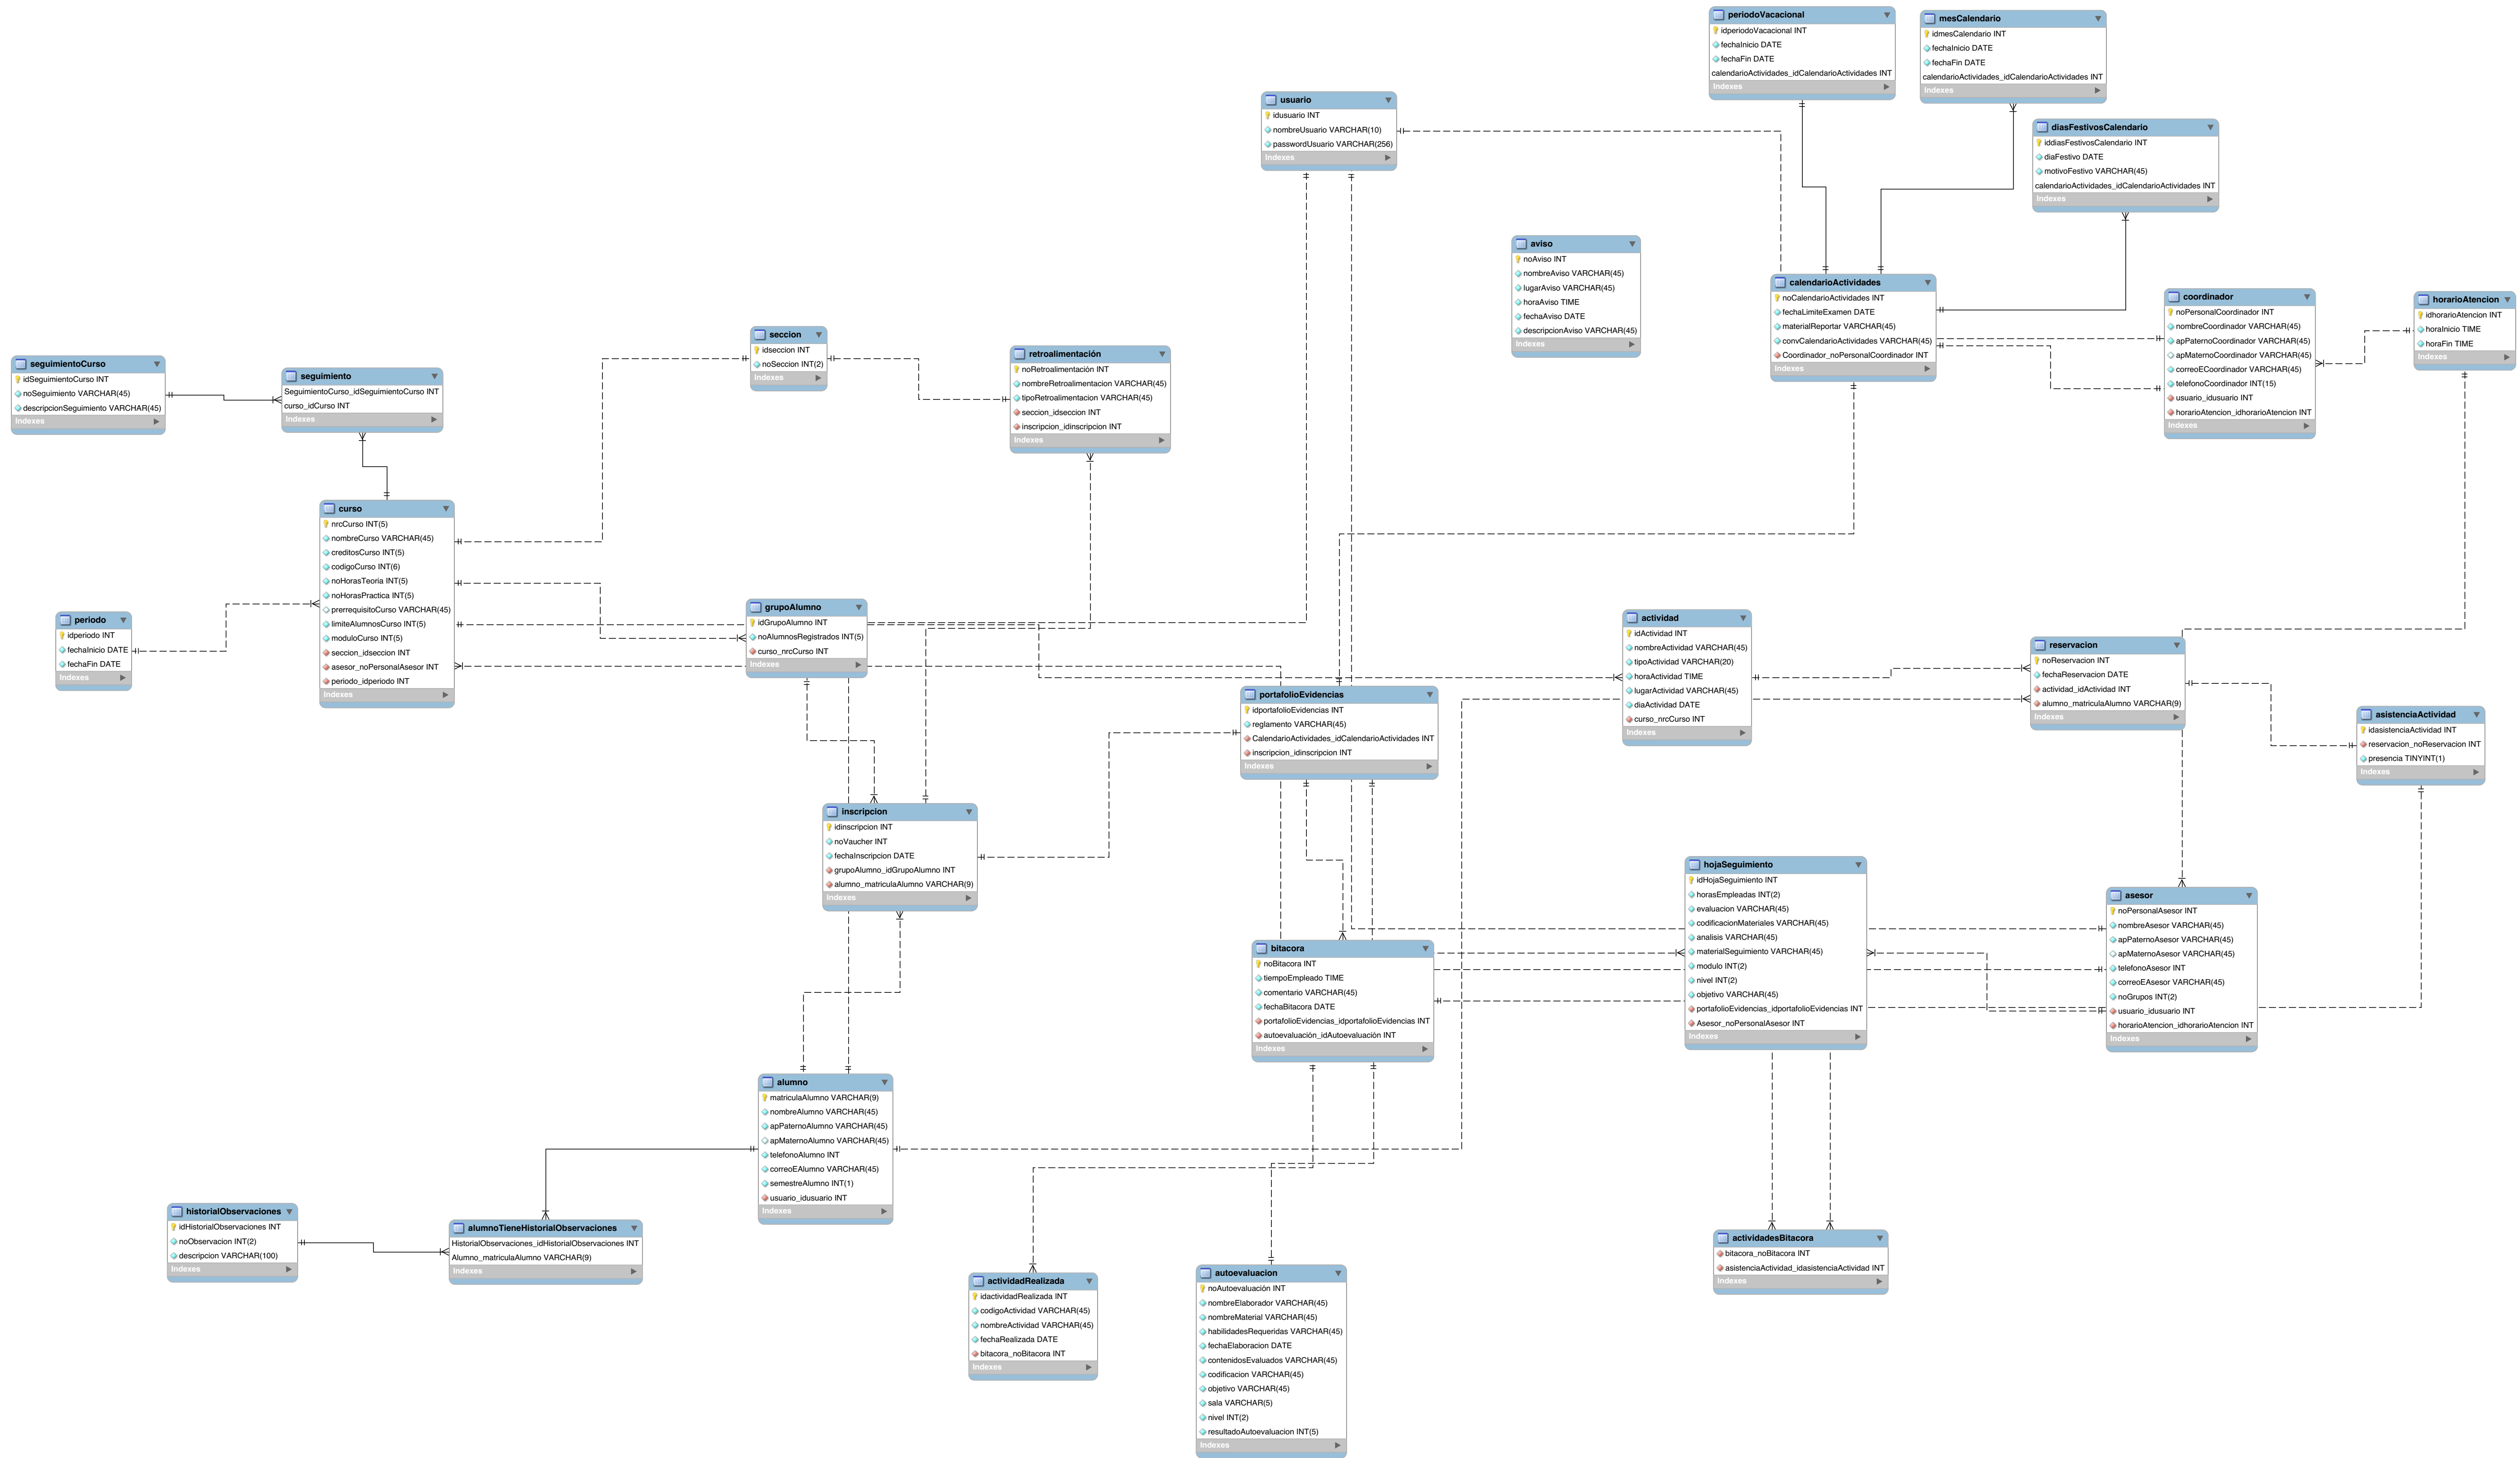 periodoVacacional
idperiodoVacacional INT
fechaInicio DATE
fechaFin DATE
calendarioActividades_idCalendarioActividades INT
Indexes
mesCalendario
idmesCalendario INT
fechaInicio DATE
fechaFin DATE
calendarioActividades_idCalendarioActividades INT
Indexes
usuario
idusuario INT
nombreUsuario VARCHAR(10)
passwordUsuario VARCHAR(256)
Indexes
diasFestivosCalendario
iddiasFestivosCalendario INT
diaFestivo DATE
motivoFestivo VARCHAR(45)
calendarioActividades_idCalendarioActividades INT
Indexes
aviso
noAviso INT
nombreAviso VARCHAR(45)
lugarAviso VARCHAR(45)
horaAviso TIME
fechaAviso DATE
descripcionAviso VARCHAR(45)
Indexes
calendarioActividades
noCalendarioActividades INT
fechaLimiteExamen DATE
materialReportar VARCHAR(45)
convCalendarioActividades VARCHAR(45)
Coordinador_noPersonalCoordinador INT
Indexes
coordinador
noPersonalCoordinador INT
nombreCoordinador VARCHAR(45)
apPaternoCoordinador VARCHAR(45)
apMaternoCoordinador VARCHAR(45)
correoECoordinador VARCHAR(45)
telefonoCoordinador INT(15)
usuario_idusuario INT
horarioAtencion_idhorarioAtencion INT
Indexes
horarioAtencion
idhorarioAtencion INT
horaInicio TIME
horaFin TIME
Indexes
seccion
idseccion INT
noSeccion INT(2)
Indexes
retroalimentación
noRetroalimentación INT
nombreRetroalimentacion VARCHAR(45)
tipoRetroalimentacion VARCHAR(45)
seccion_idseccion INT
inscripcion_idinscripcion INT
Indexes
seguimientoCurso
idSeguimientoCurso INT
noSeguimiento VARCHAR(45)
descripcionSeguimiento VARCHAR(45)
Indexes
seguimiento
SeguimientoCurso_idSeguimientoCurso INT
curso_idCurso INT
Indexes
curso
nrcCurso INT(5)
nombreCurso VARCHAR(45)
creditosCurso INT(5)
codigoCurso INT(6)
noHorasTeoria INT(5)
noHorasPractica INT(5)
prerrequisitoCurso VARCHAR(45)
limiteAlumnosCurso INT(5)
moduloCurso INT(5)
seccion_idseccion INT
asesor_noPersonalAsesor INT
periodo_idperiodo INT
Indexes
periodo
idperiodo INT
fechaInicio DATE
fechaFin DATE
Indexes
grupoAlumno
idGrupoAlumno INT
noAlumnosRegistrados INT(5)
curso_nrcCurso INT
Indexes
actividad
idActividad INT
nombreActividad VARCHAR(45)
tipoActividad VARCHAR(20)
horaActividad TIME
lugarActividad VARCHAR(45)
diaActividad DATE
curso_nrcCurso INT
Indexes
reservacion
noReservacion INT
fechaReservacion DATE
actividad_idActividad INT
alumno_matriculaAlumno VARCHAR(9)
Indexes
portafolioEvidencias
idportafolioEvidencias INT
reglamento VARCHAR(45)
CalendarioActividades_idCalendarioActividades INT
inscripcion_idinscripcion INT
Indexes
asistenciaActividad
idasistenciaActividad INT
reservacion_noReservacion INT
presencia TINYINT(1)
Indexes
inscripcion
idinscripcion INT
noVaucher INT
fechaInscripcion DATE
grupoAlumno_idGrupoAlumno INT
alumno_matriculaAlumno VARCHAR(9)
Indexes
hojaSeguimiento
idHojaSeguimiento INT
horasEmpleadas INT(2)
evaluacion VARCHAR(45)
codificacionMateriales VARCHAR(45)
analisis VARCHAR(45)
materialSeguimiento VARCHAR(45)
modulo INT(2)
nivel INT(2)
objetivo VARCHAR(45)
portafolioEvidencias_idportafolioEvidencias INT
Asesor_noPersonalAsesor INT
Indexes
asesor
noPersonalAsesor INT
nombreAsesor VARCHAR(45)
apPaternoAsesor VARCHAR(45)
apMaternoAsesor VARCHAR(45)
telefonoAsesor INT
correoEAsesor VARCHAR(45)
noGrupos INT(2)
usuario_idusuario INT
horarioAtencion_idhorarioAtencion INT
Indexes
bitacora
noBitacora INT
tiempoEmpleado TIME
comentario VARCHAR(45)
fechaBitacora DATE
portafolioEvidencias_idportafolioEvidencias INT
autoevaluación_idAutoevaluación INT
Indexes
alumno
matriculaAlumno VARCHAR(9)
nombreAlumno VARCHAR(45)
apPaternoAlumno VARCHAR(45)
apMaternoAlumno VARCHAR(45)
telefonoAlumno INT
correoEAlumno VARCHAR(45)
semestreAlumno INT(1)
usuario_idusuario INT
Indexes
historialObservaciones
idHistorialObservaciones INT
noObservacion INT(2)
descripcion VARCHAR(100)
Indexes
alumnoTieneHistorialObservaciones
HistorialObservaciones_idHistorialObservaciones INT
Alumno_matriculaAlumno VARCHAR(9)
Indexes
actividadesBitacora
bitacora_noBitacora INT
asistenciaActividad_idasistenciaActividad INT
Indexes
actividadRealizada
idactividadRealizada INT
codigoActividad VARCHAR(45)
nombreActividad VARCHAR(45)
fechaRealizada DATE
bitacora_noBitacora INT
Indexes
autoevaluacion
noAutoevaluación INT
nombreElaborador VARCHAR(45)
nombreMaterial VARCHAR(45)
habilidadesRequeridas VARCHAR(45)
fechaElaboracion DATE
contenidosEvaluados VARCHAR(45)
codificacion VARCHAR(45)
objetivo VARCHAR(45)
sala VARCHAR(5)
nivel INT(2)
resultadoAutoevaluacion INT(5)
Indexes